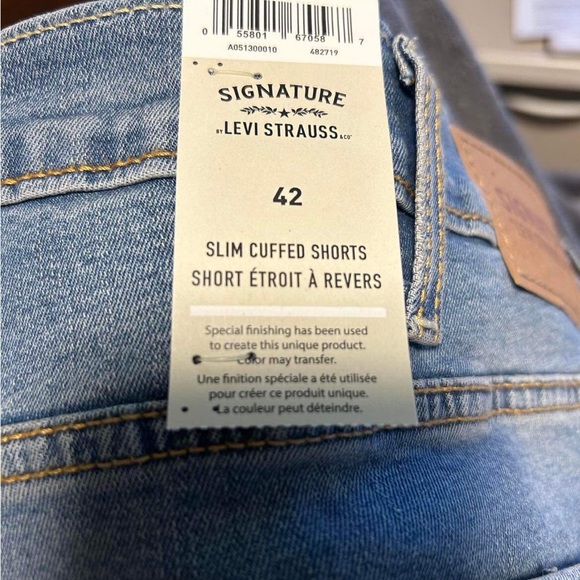 0 55801 67058 7
A051300010 482719
SIGNATURE
BY LEVI STRAUSS & CO.
42
SLIM CUFFED SHORTS
SHORT ÉTROIT À REVERS
Special finishing has been used
to create this unique product.
Color may transfer.
Une finition spéciale a été utilisée
pour créer ce produit unique.
La couleur peut déteindre.